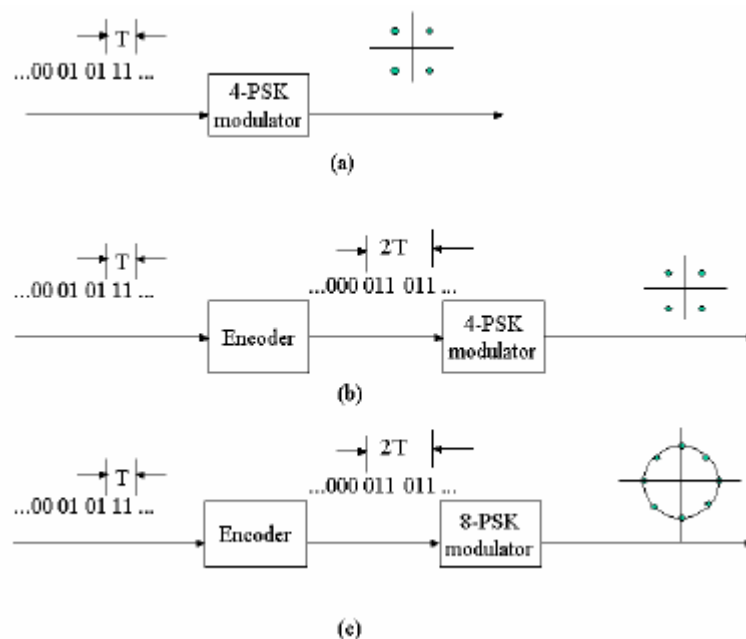 T
...00 01 01 11 ...
4-PSK
modulator
(a)
T
2T
...00 01 01 11 ...
...000 011 011 ...
Eneoder
4-PSK
modulator
(b)
T
2T
...00 01 01 11 ...
...000 011 011 ...
Encoder
8-PSK
modulator
(c)